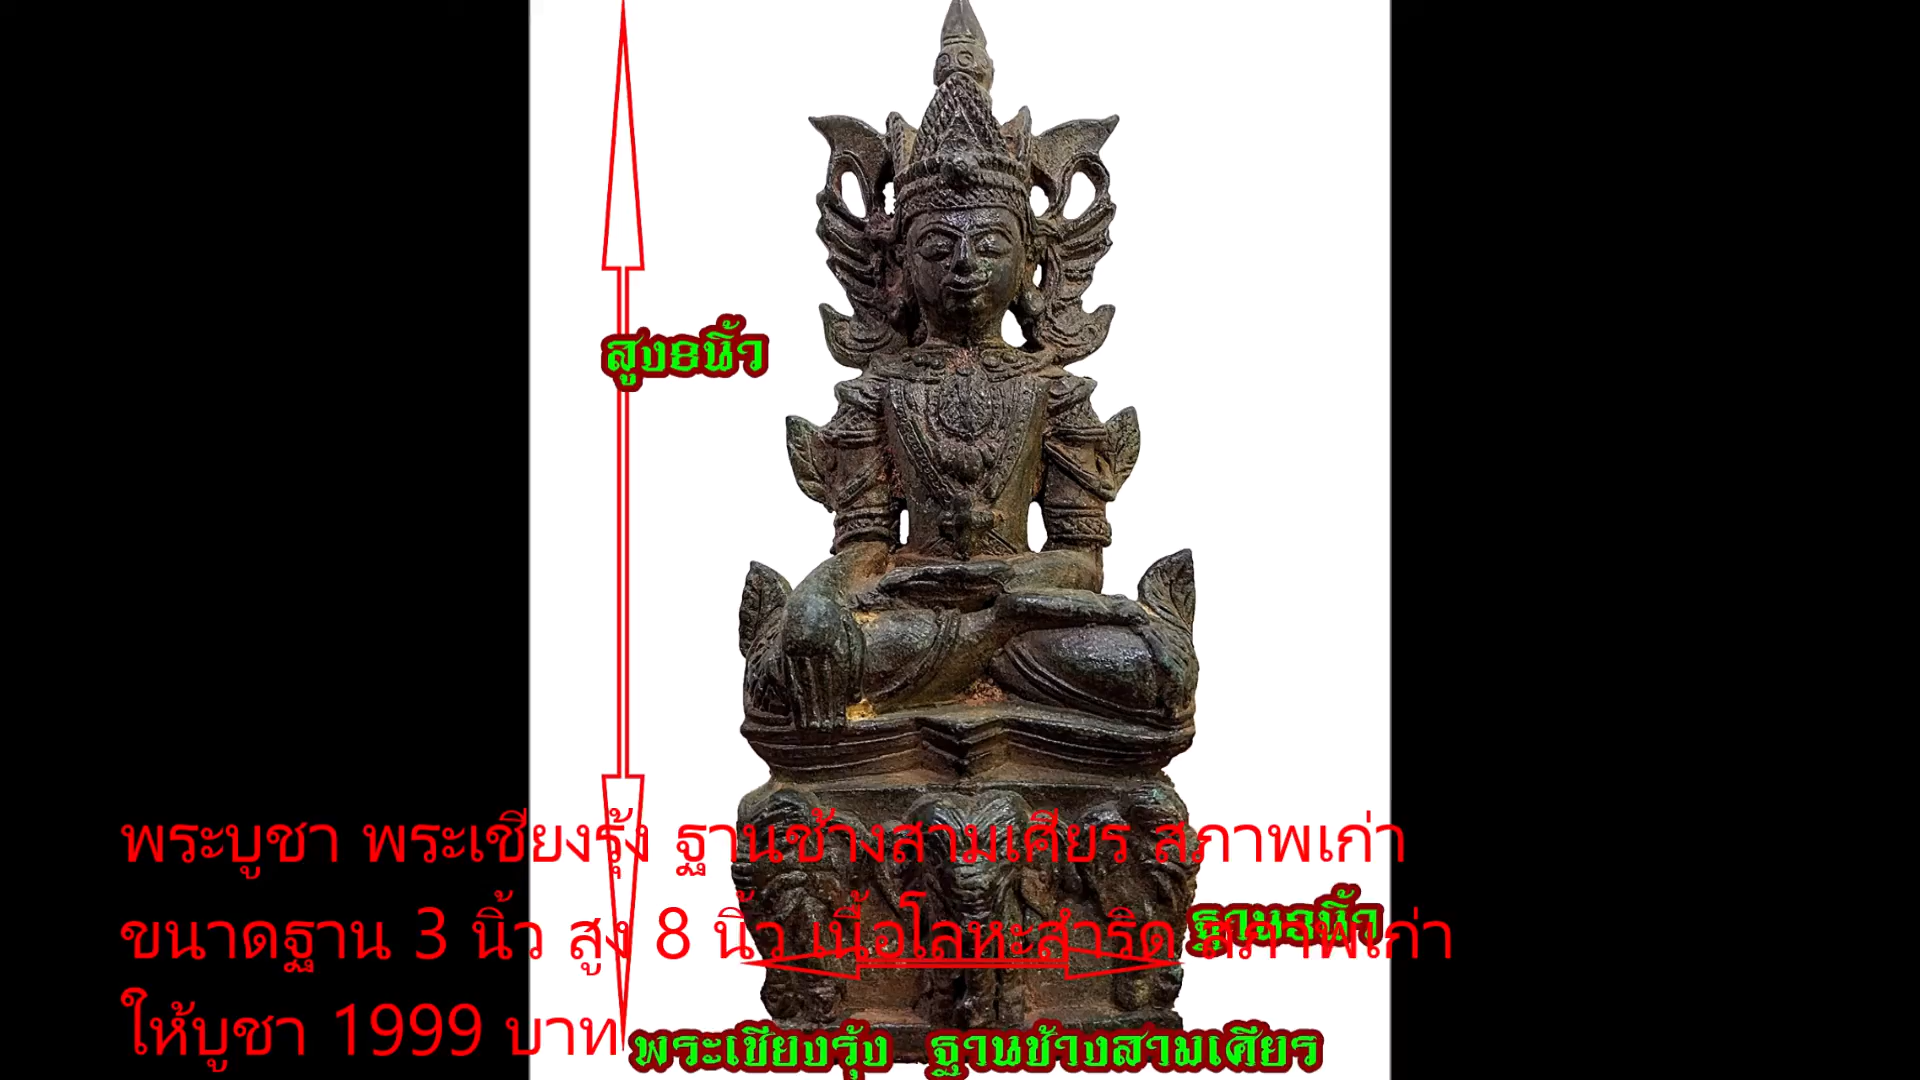 สูง8นิ้ว
พระบูชา พระเชียงรุ้ง ฐานช้างสามเศียร สภาพเก่า
ขนาดฐาน 3 นิ้ว สูง 8 นิ้ว เนื้อโลหะสำริด สภาพเก่า
ฐาน3นิ้ว
ให้บูชา 1999 บาท
พระเชียงรุ้ง ฐานช้างสามเศียร